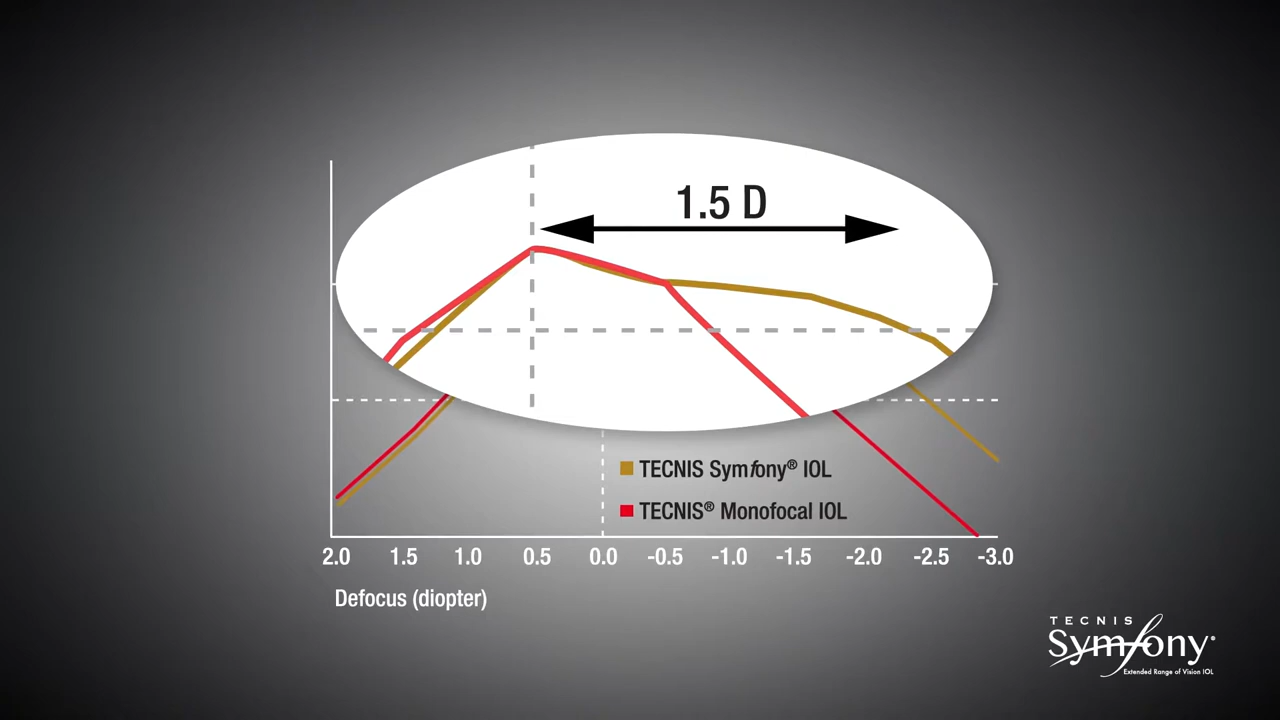 1.5 D
TECNIS Symfony® IOL
TECNIS® Monofocal IOL
2.0 1.5 1.0 0.5 0.0 -0.5 -1.0 -1.5 -2.0 -2.5 -3.0
Defocus (diopter)
TECNIS
Symfony®
Extended Range of Vision IOL